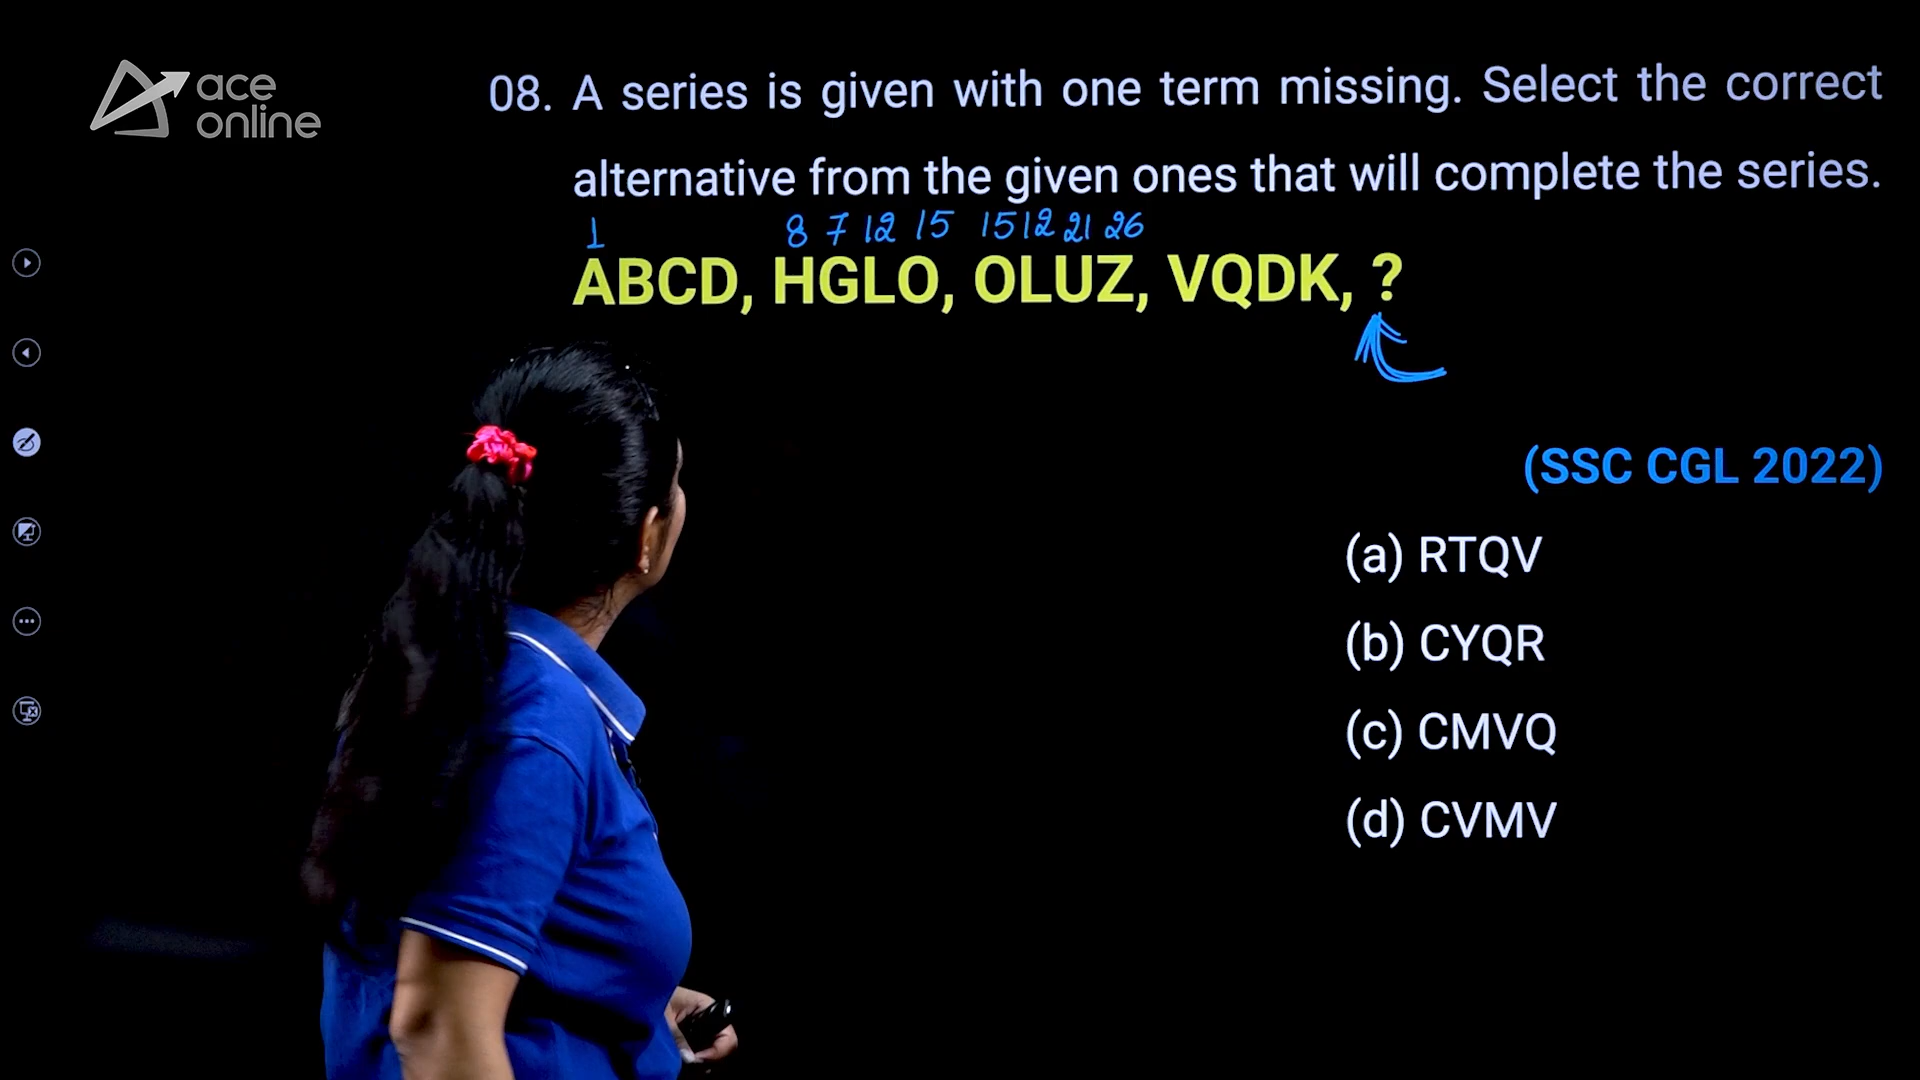 ace
online
08. A series is given with one term missing. Select the correct
alternative from the given ones that will complete the series.
1 8 7 12 15 15 12 21 26
ABCD, HGLO, OLUZ, VQDK, ?
(SSC CGL 2022)
(a) RTQV
(b) CYQR
(c) CMVQ
(d) CVMV